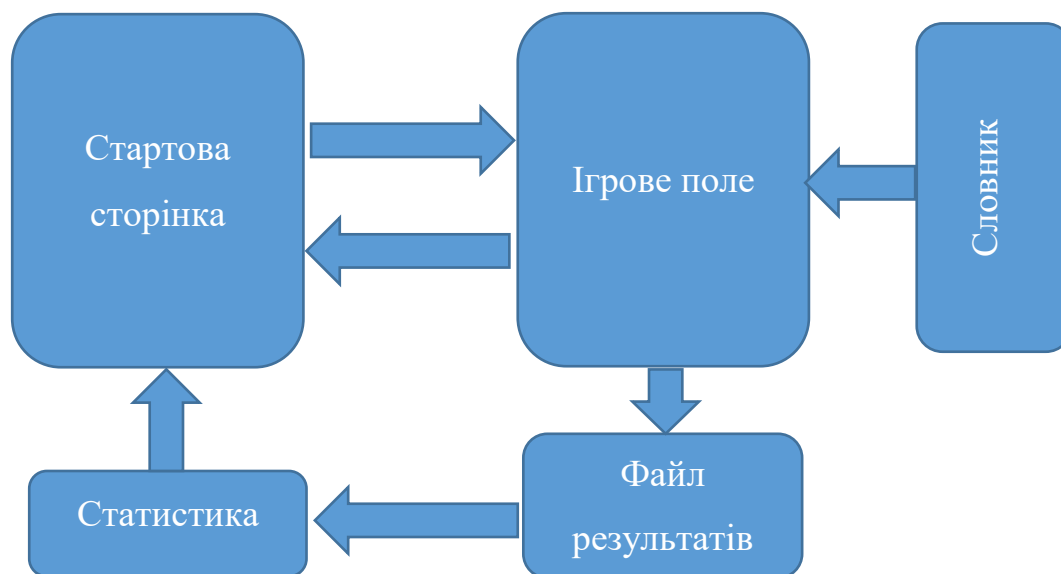 Стартова
сторінка
Ігрове поле
Словник
Статистика
Файл
результатів